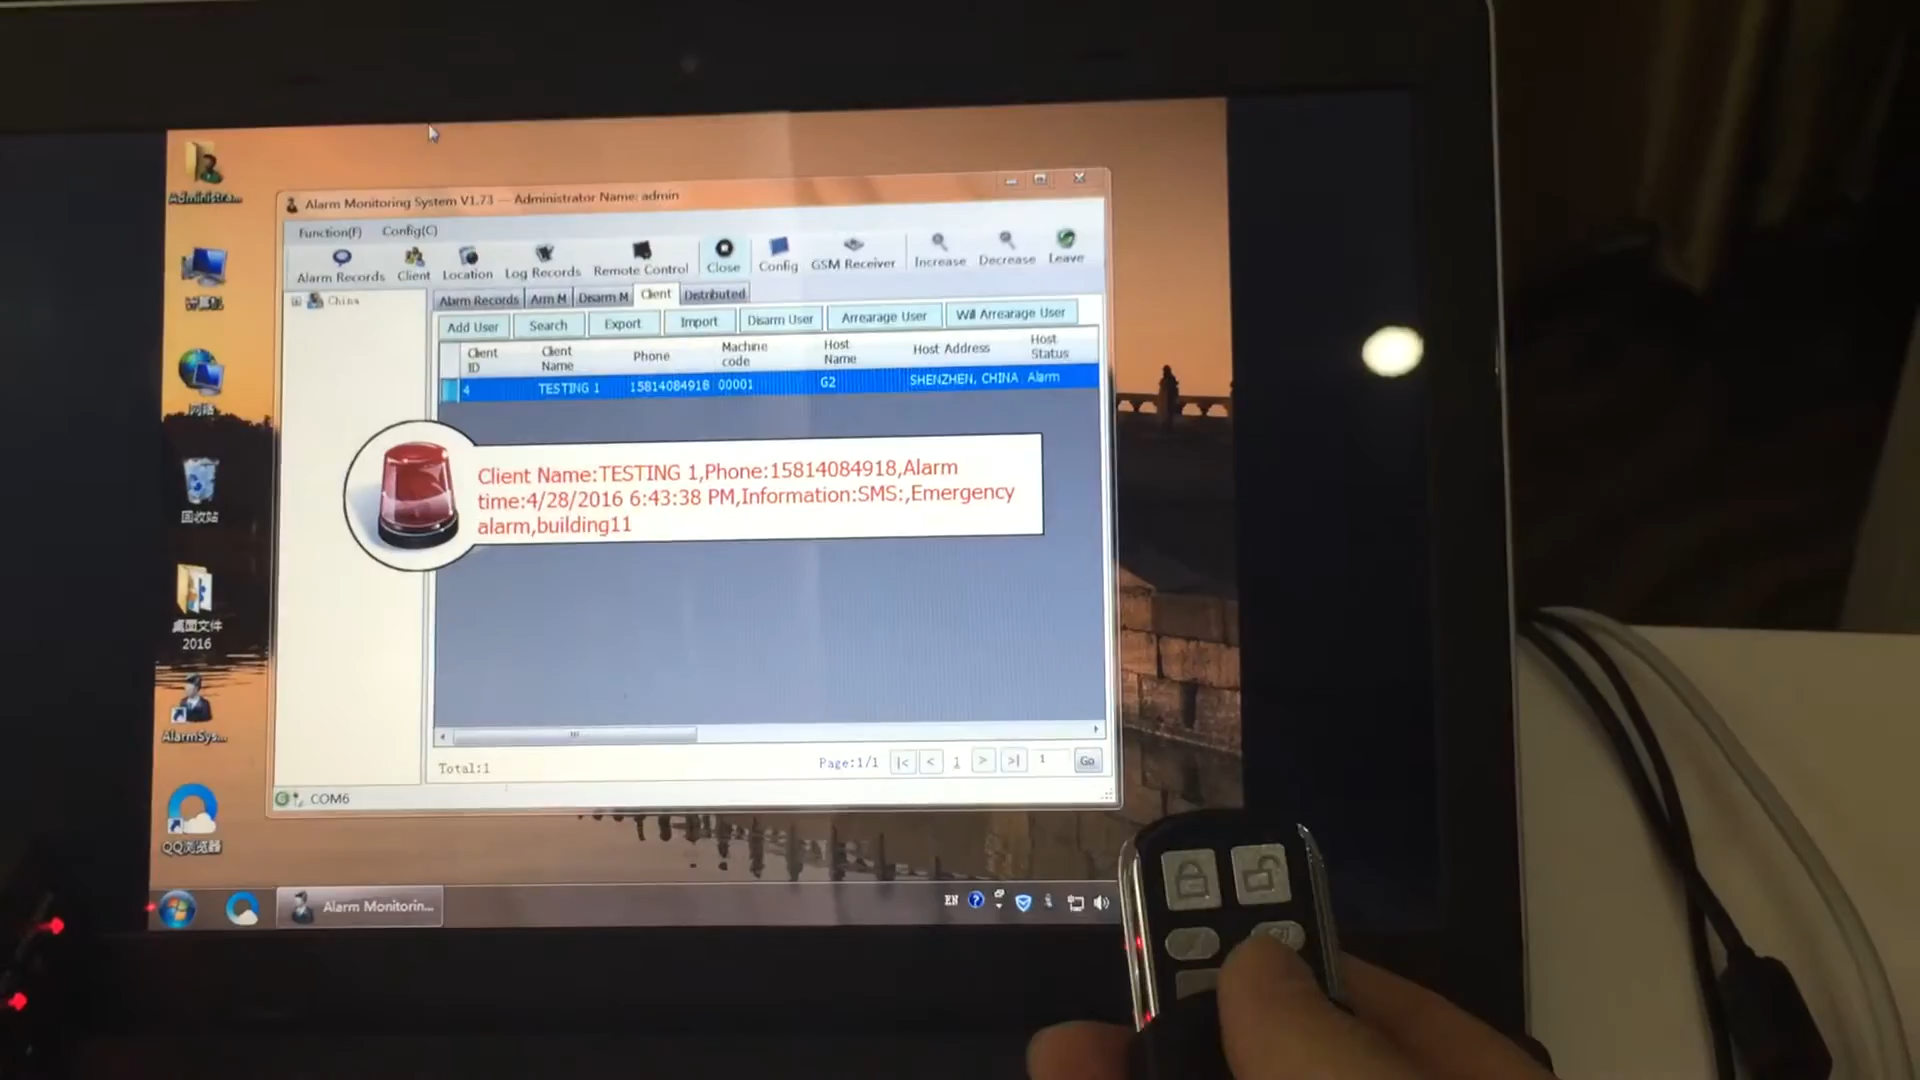 Administra...
Alarm Monitoring System V1.73 — Administrator Name: admin
Function(F) Config(C)
Alarm Records Client Location Log Records Remote Control Close Config GSM Receiver Increase Decrease Leave
China
Alarm Records Arm M Disarm M Client Distributed
Add User Search Export Import Disarm User Arrearage User Will Arrearage User
Client ID Client Name Phone Machine code Host Name Host Address Host Status
4 TESTING 1 15814084918 00001 G2 SHENZHEN, CHINA Alarm
网络
Client Name:TESTING 1,Phone:15814084918,Alarm
time:4/28/2016 6:43:38 PM,Information:SMS:,Emergency
alarm,building11
回收站
桌面文件
2016
AlarmSys...
Total:1 Page:1/1 |< < 1 > >| 1 Go
COM6
QQ浏览器
Alarm Monitorin...
EN